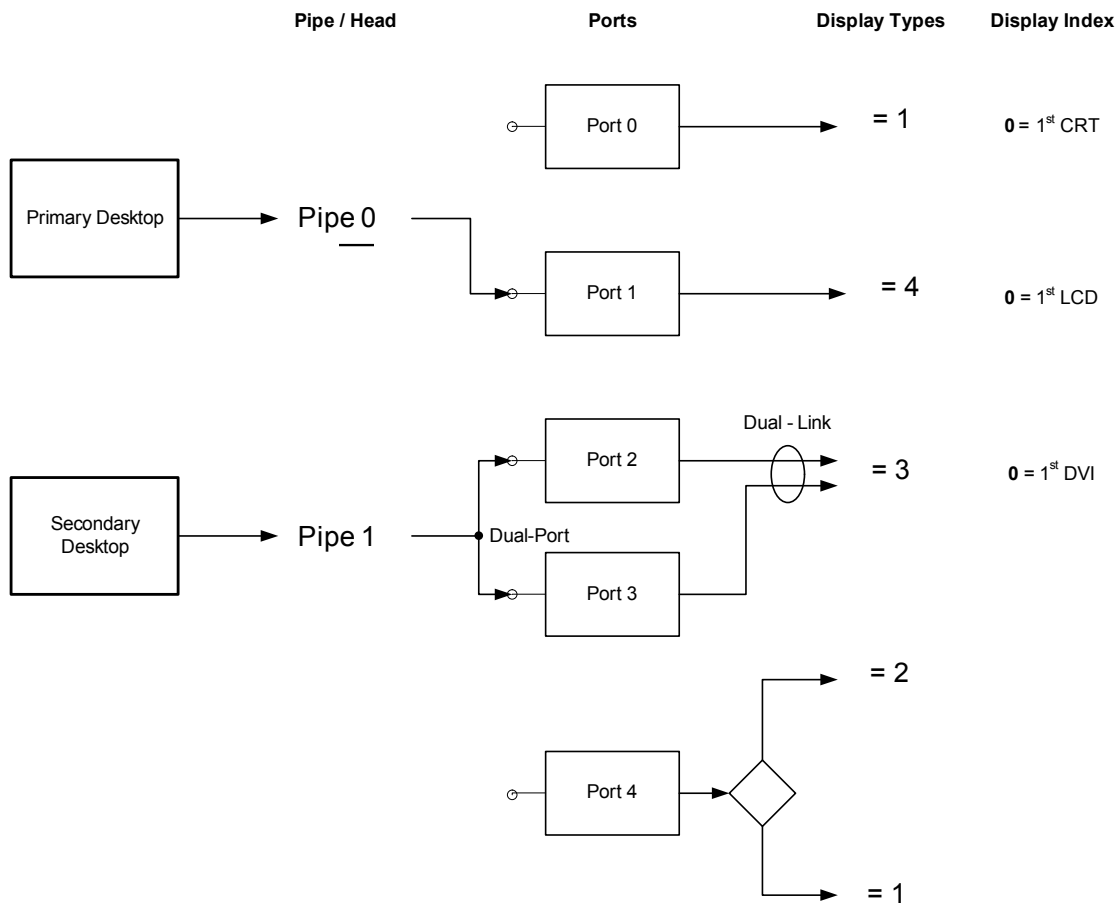 Pipe / Head
Ports
Display Types
Display Index
Port 0
= 1
0 = 1st CRT
Primary Desktop
Pipe 0
Port 1
= 4
0 = 1st LCD
Dual - Link
Port 2
= 3
0 = 1st DVI
Secondary
Desktop
Pipe 1
Dual-Port
Port 3
= 2
Port 4
= 1